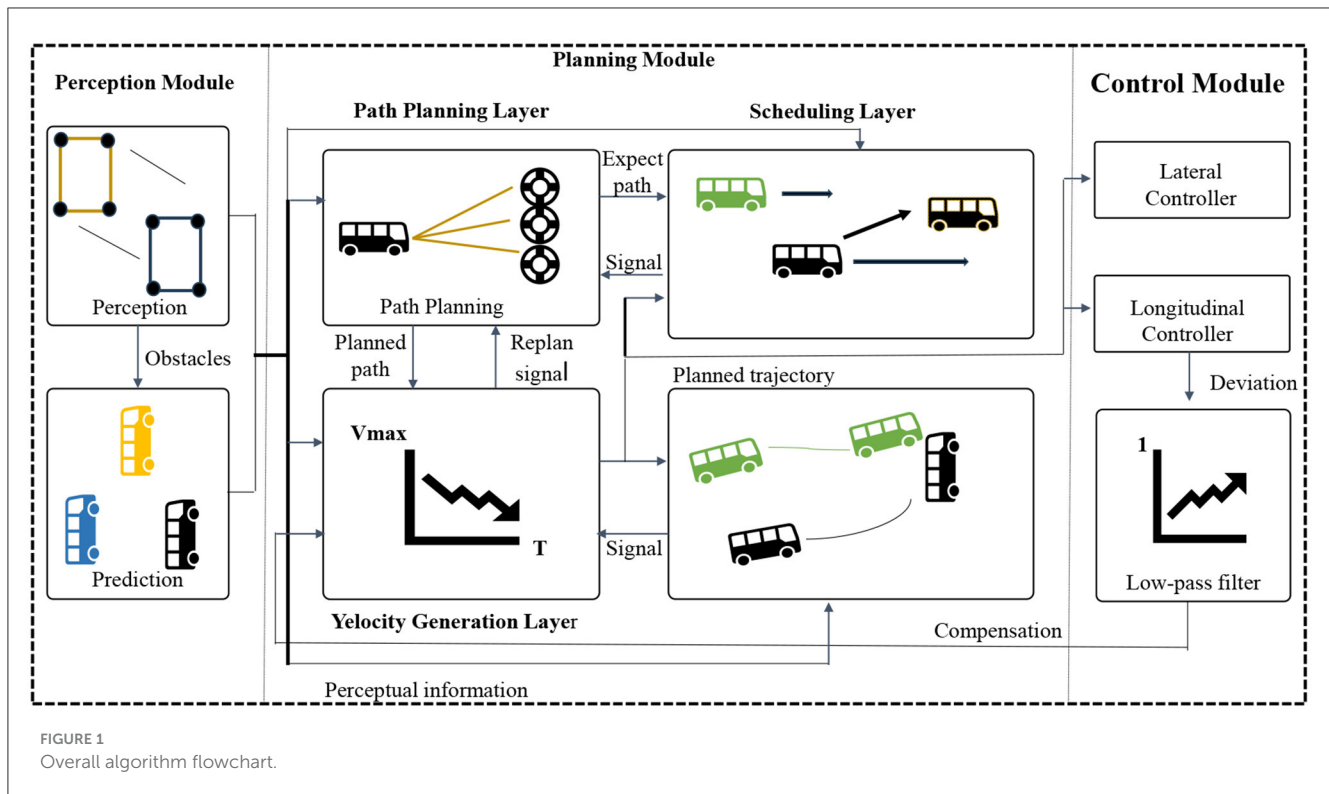 Perception Module
Perception
Obstacles
Prediction
Planning Module
Path Planning Layer
Scheduling Layer
Expect
path
Signal
Path Planning
Planned
path
Replan
signal
Planned trajectory
Vmax
T
Signal
Yelocity Generation Layer
Compensation
Perceptual information
Control Module
Lateral
Controller
Longitudinal
Controller
Deviation
1
Low-pass filter
FIGURE 1
Overall algorithm flowchart.